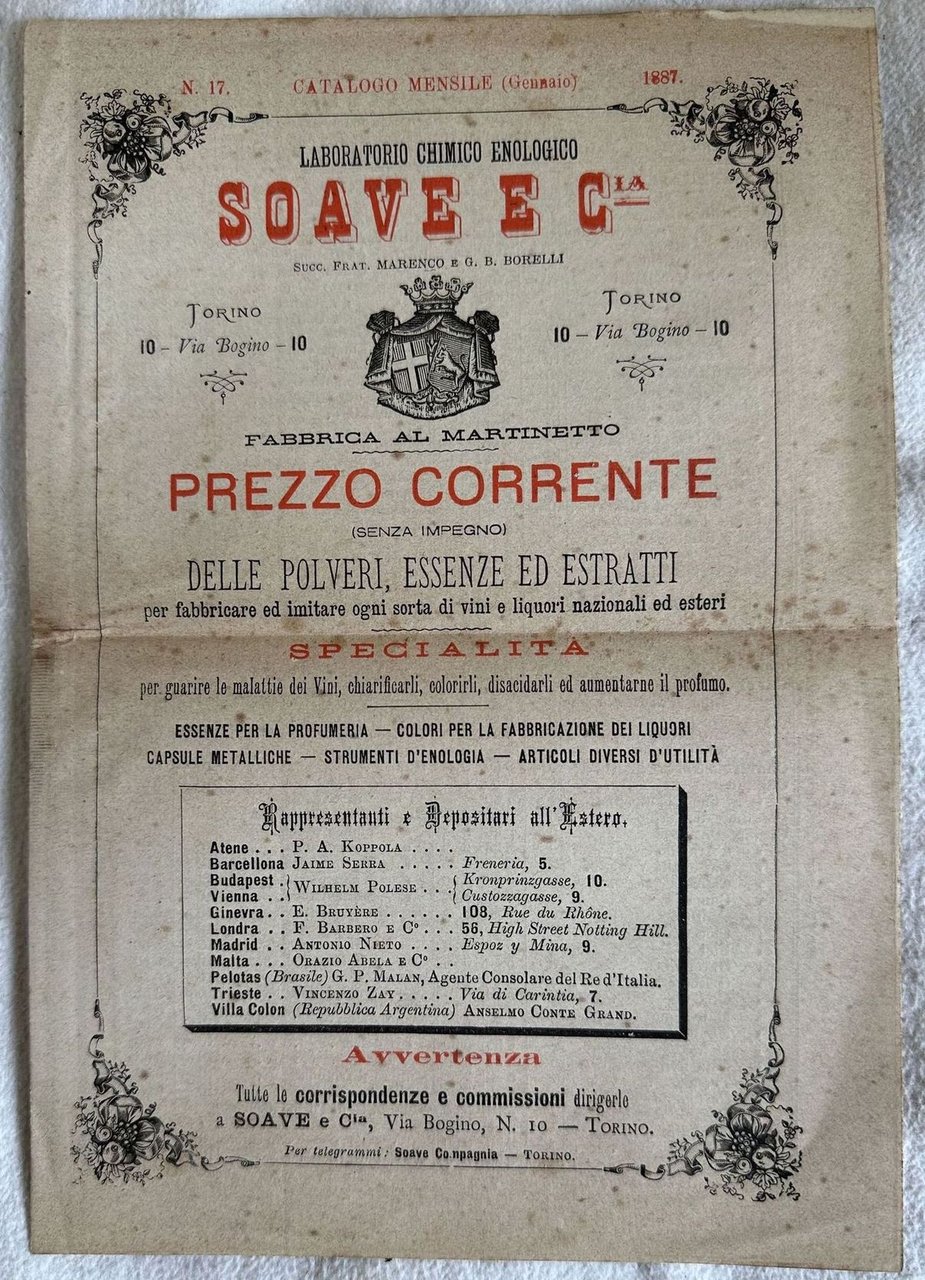 N. 17. CATALOGO MENSILE (Gennaio) 1887.
LABORATORIO CHIMICO ENOLOGICO
SOAVE E Cia
Succ. Frat. MARENCO e G. B. BORELLI
TORINO
10 – Via Bogino – 10
TORINO
10 – Via Bogino – 10
FABBRICA AL MARTINETTO
PREZZO CORRENTE
(SENZA IMPEGNO)
DELLE POLVERI, ESSENZE ED ESTRATTI
per fabbricare ed imitare ogni sorta di vini e liquori nazionali ed esteri
SPECIALITÀ
per guarire le malattie dei Vini, chiarificarli, colorirli, disacidarli ed aumentarne il profumo.
ESSENZE PER LA PROFUMERIA — COLORI PER LA FABBRICAZIONE DEI LIQUORI
CAPSULE METALLICHE — STRUMENTI D'ENOLOGIA — ARTICOLI DIVERSI D'UTILITÀ
Rappresentanti e Depositari all'Estero.
Atene . . . P. A. Koppola . . . .
Barcellona Jaime Serra . . . . . Freneria, 5.
Budapest . { Wilhelm Polese . . . { Kronprinzgasse, 10.
Vienna . . { Custozzagasse, 9.
Ginevra . . E. Bruyère . . . . . . 108, Rue du Rhône.
Londra . . F. Barbero e C° . . . 56, High Street Notting Hill.
Madrid . . Antonio Nieto . . . . Espoz y Mina, 9.
Malta . . . Orazio Abela e C° . .
Pelotas (Brasile) G. P. Malan, Agente Consolare del Re d'Italia.
Trieste . . Vincenzo Zay . . . . . Via di Carintia, 7.
Villa Colon (Repubblica Argentina) Anselmo Conte Grand.
Avvertenza
Tutte le corrispondenze e commissioni dirigerle
a SOAVE e Cia, Via Bogino, N. 10 — Torino.
Per telegrammi: Soave Compagnia — Torino.